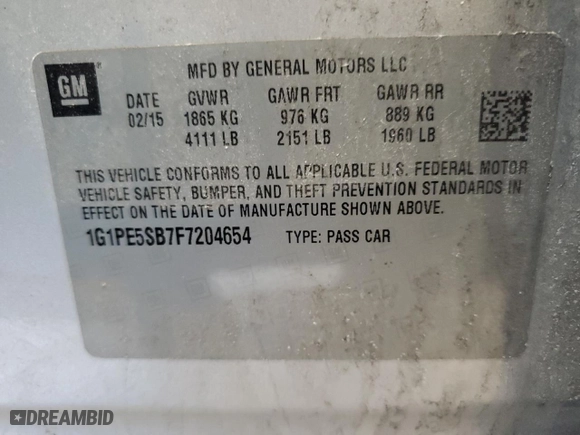 GM ®
MFD BY GENERAL MOTORS LLC
DATE GVWR GAWR FRT GAWR RR
02/15 1865 KG 976 KG 889 KG
4111 LB 2151 LB 1960 LB
THIS VEHICLE CONFORMS TO ALL APPLICABLE U.S. FEDERAL MOTOR
VEHICLE SAFETY, BUMPER, AND THEFT PREVENTION STANDARDS IN
EFFECT ON THE DATE OF MANUFACTURE SHOWN ABOVE.
1G1PE5SB7F7204654 TYPE: PASS CAR
DREAMBID